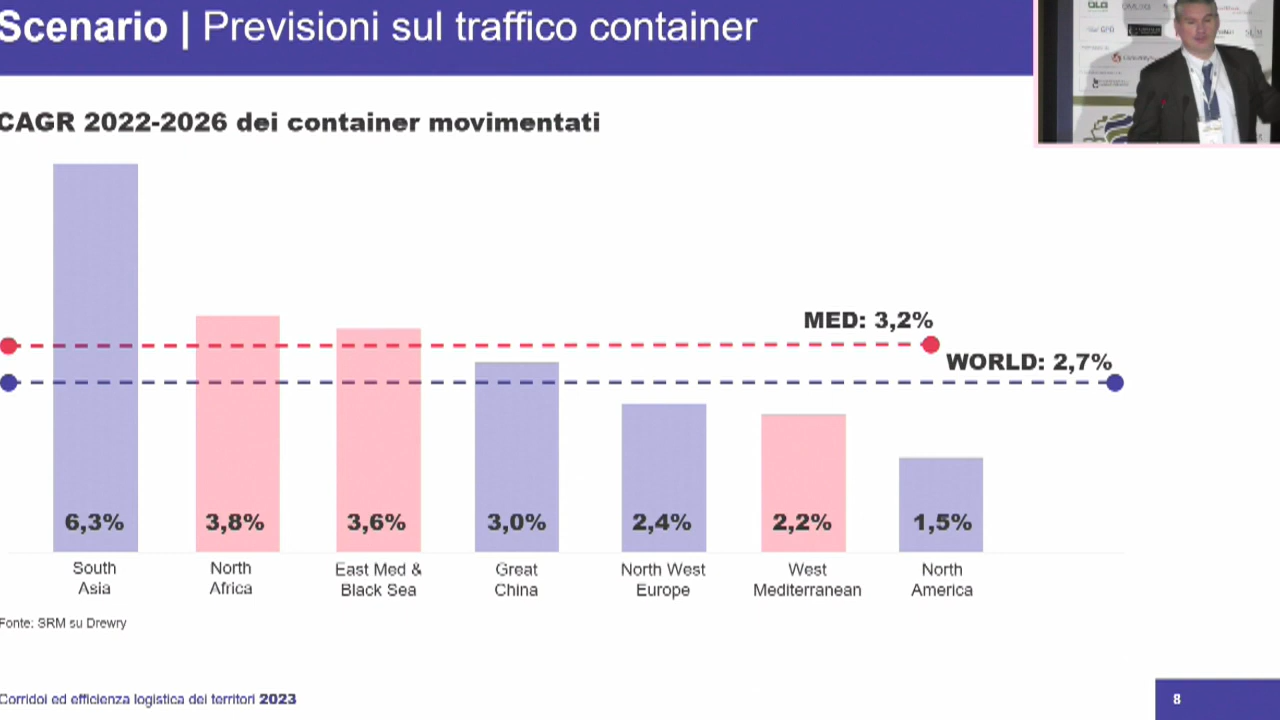 Scenario | Previsioni sul traffico container
CAGR 2022-2026 dei container movimentati
MED: 3,2%
WORLD: 2,7%
6,3%
3,8%
3,6%
3,0%
2,4%
2,2%
1,5%
South
Asia
North
Africa
East Med &
Black Sea
Great
China
North West
Europe
West
Mediterranean
North
America
Fonte: SRM su Drewry
Corridoi ed efficienza logistica dei territori 2023
8